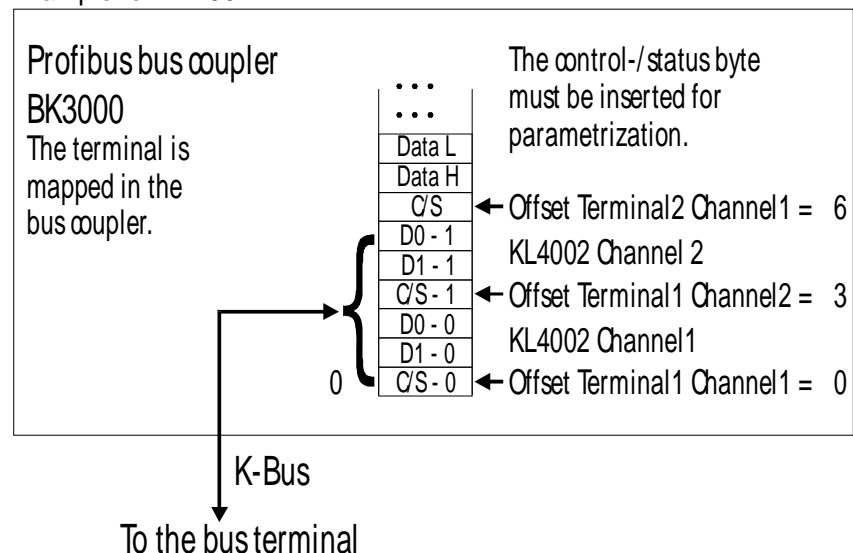 Profibus bus coupler
BK3000
The terminal is
mapped in the
bus coupler.
The control-/status byte
must be inserted for
parametrization.
...
...
Data L
Data H
C/S
D0 - 1
D1 - 1
C/S - 1
D0 - 0
D1 - 0
C/S - 0
0
Offset Terminal2 Channel1 = 6
KL4002 Channel 2
Offset Terminal1 Channel2 = 3
KL4002 Channel1
Offset Terminal1 Channel1 = 0
K-Bus
To the bus terminal